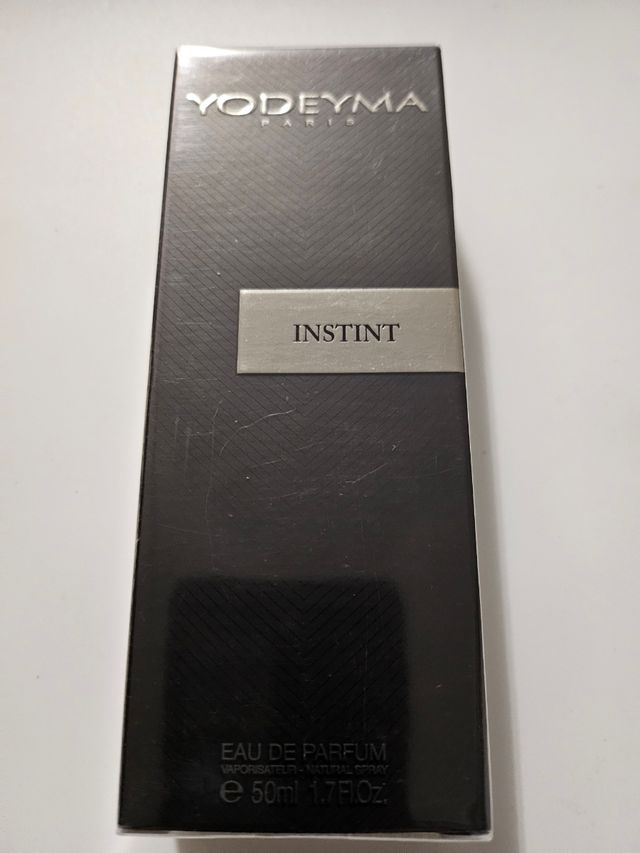 YODEYMA
PARIS
INSTINT
EAU DE PARFUM
VAPORISATEUR - NATURAL SPRAY
e 50ml 1.7Fl.Oz.